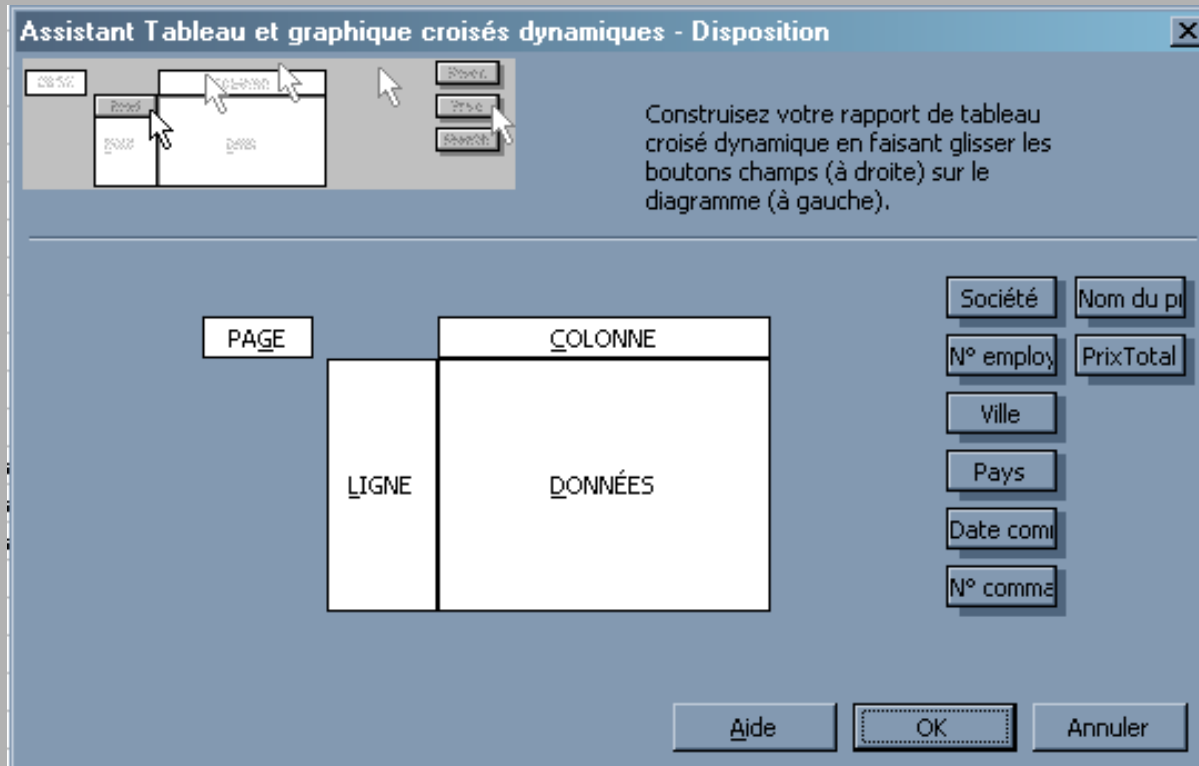 Assistant Tableau et graphique croisés dynamiques - Disposition
Construisez votre rapport de tableau
croisé dynamique en faisant glisser les
boutons champs (à droite) sur le
diagramme (à gauche).
Société
Nom du p
PAGE
COLONNE
N° employ
PrixTotal
Ville
LIGNE
DONNÉES
Pays
Date com
N° comma
Aide
OK
Annuler